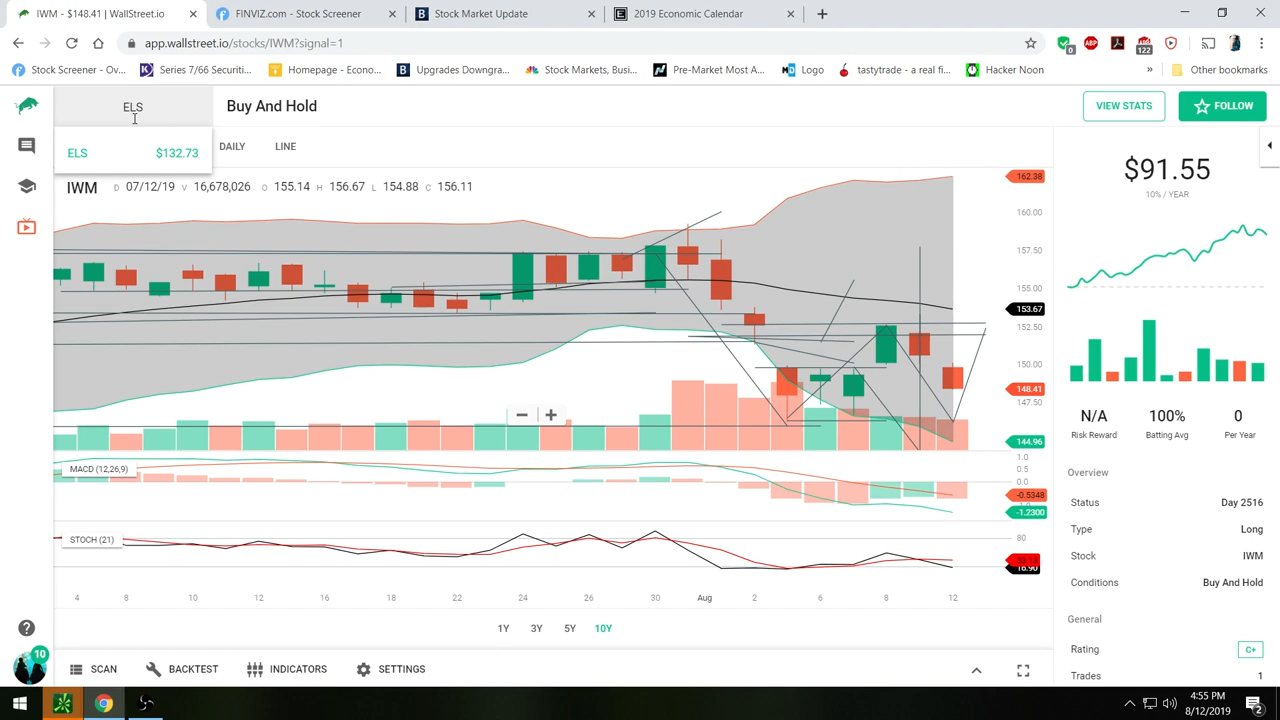 IWM - $148.41 | WallStreet.io
FINVIZ.com - Stock Screener
Stock Market Update
2019 Economic Calendar
app.wallstreet.io/stocks/IWM?signal=1
0
ABP
122
Stock Screener - Ov...
Series 7/66 Securiti...
Homepage - Econo...
Upgrades Downgra...
Stock Markets, Busi...
Pre-Market Most A...
Logo
tastytrade - a real fi...
Hacker Noon
»
Other bookmarks
ELS
Buy And Hold
VIEW STATS
FOLLOW
ELS $132.73
DAILY
LINE
IWM D 07/12/19 V 16,678,026 O 155.14 H 156.67 L 154.88 C 156.11
162.38
160.00
157.50
155.00
153.67
152.50
150.00
148.41
147.50
144.96
MACD (12,26,9)
1.0
0.5
0.0
-0.5348
-1.2300
STOCH (21)
80
16.90
4 8 10 12 16 18 22 24 26 30 Aug 2 6 8 12
1Y 3Y 5Y 10Y
SCAN
BACKTEST
INDICATORS
SETTINGS
$91.55
10% / YEAR
N/A 100% 0
Risk Reward Batting Avg Per Year
Overview
Status Day 2516
Type Long
Stock IWM
Conditions Buy And Hold
General
Rating C+
Trades 1
10
4:55 PM
8/12/2019
2